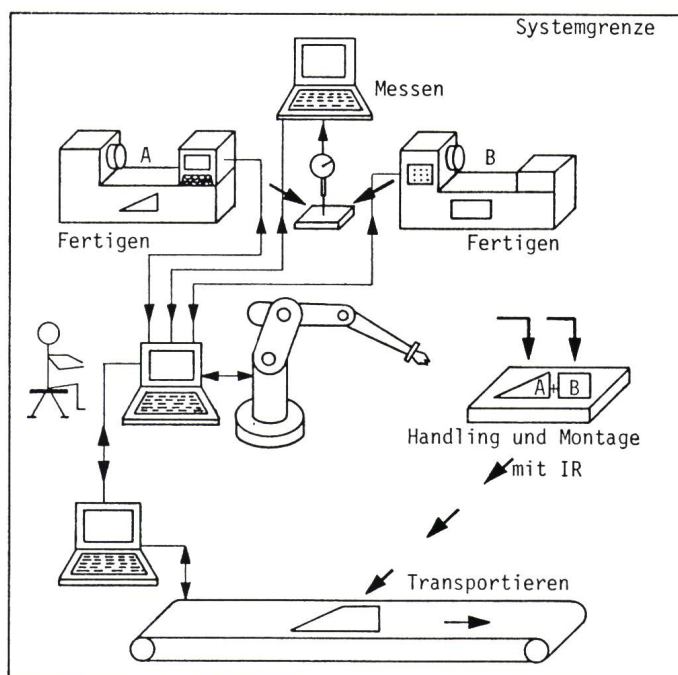 Systemgrenze
Messen
A
B
Fertigen
Fertigen
A+B
Handling und Montage
mit IR
Transportieren